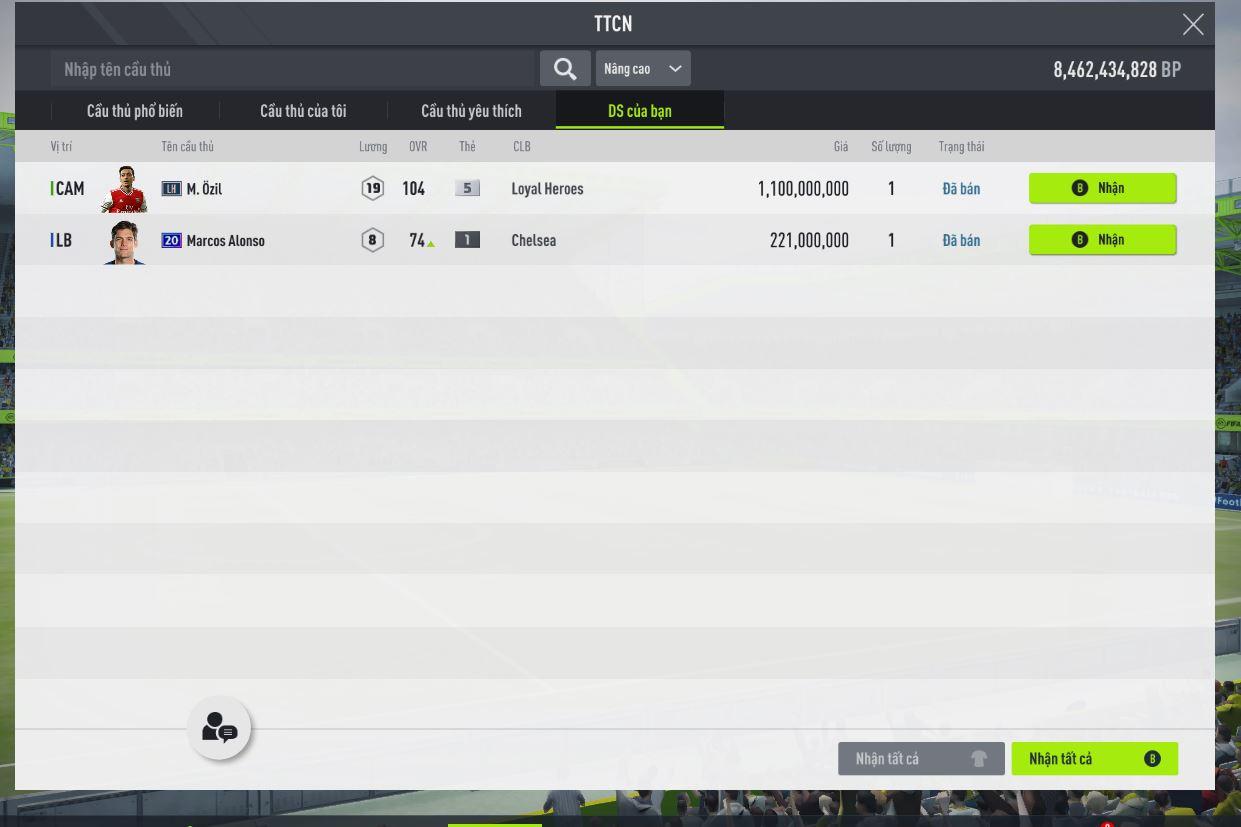 TTCN
Nhập tên cầu thủ Nâng cao 8,462,434,828 BP
Cầu thủ phổ biến Cầu thủ của tôi Cầu thủ yêu thích DS của bạn
Vị trí Tên cầu thủ Lương OVR Thẻ CLB Giá Số lượng Trạng thái
CAM LH M. Özil 19 104 5 Loyal Heroes 1,100,000,000 1 Đã bán B Nhận
LB 20 Marcos Alonso 8 74 1 Chelsea 221,000,000 1 Đã bán B Nhận
Nhận tất cả Nhận tất cả B